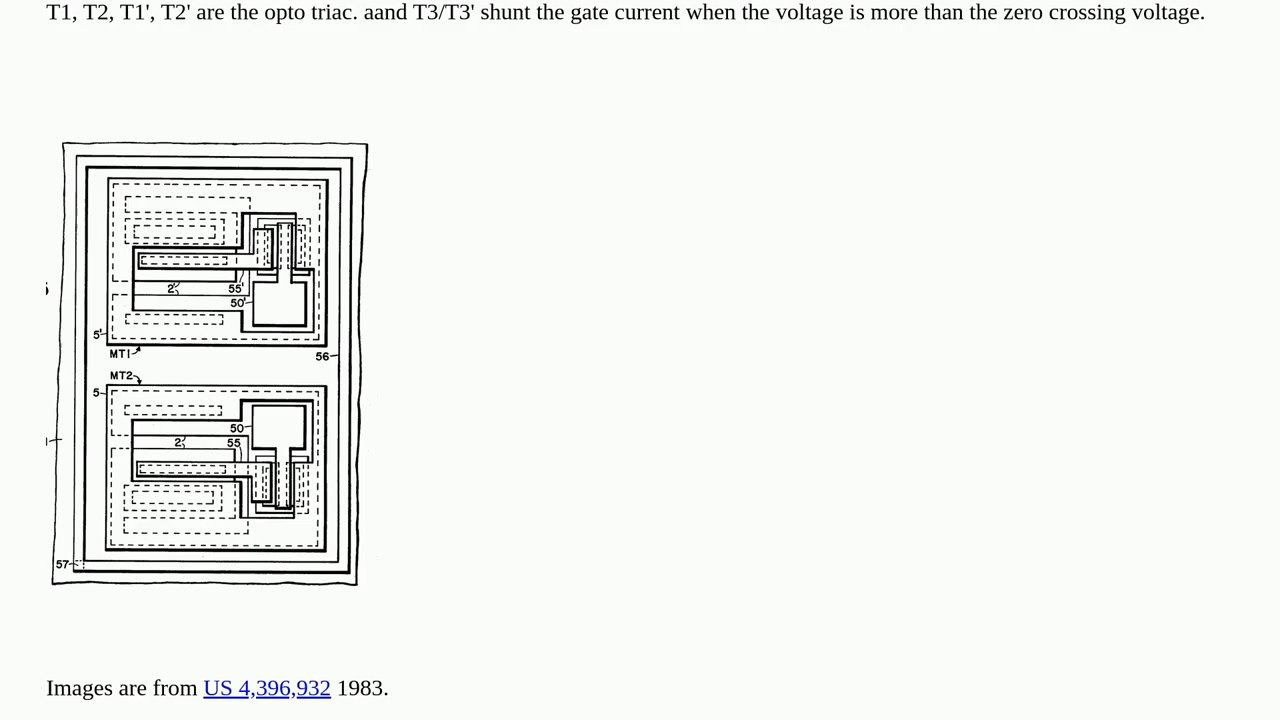 T1, T2, T1', T2' are the opto triac. aand T3/T3' shunt the gate current when the voltage is more than the zero crossing voltage.
2'
55'
50'
5'
MT1
56
MT2
5
50
2
55
57
Images are from US 4,396,932 1983.